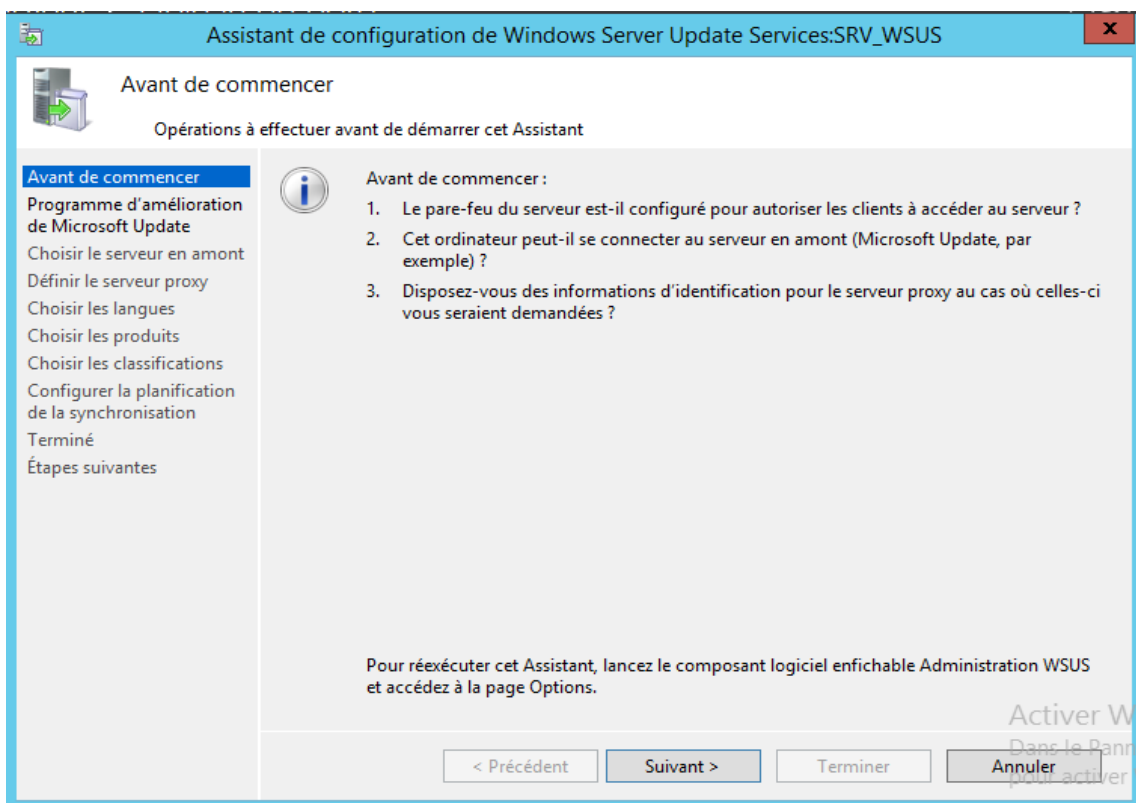 Assistant de configuration de Windows Server Update Services:SRV_WSUS
x
Avant de commencer
Opérations à effectuer avant de démarrer cet Assistant
Avant de commencer
Programme d'amélioration
de Microsoft Update
Choisir le serveur en amont
Définir le serveur proxy
Choisir les langues
Choisir les produits
Choisir les classifications
Configurer la planification
de la synchronisation
Terminé
Étapes suivantes
Avant de commencer :
1. Le pare-feu du serveur est-il configuré pour autoriser les clients à accéder au serveur ?
2. Cet ordinateur peut-il se connecter au serveur en amont (Microsoft Update, par
exemple) ?
3. Disposez-vous des informations d'identification pour le serveur proxy au cas où celles-ci
vous seraient demandées ?
Pour réexécuter cet Assistant, lancez le composant logiciel enfichable Administration WSUS
et accédez à la page Options.
Activer W
Dans le Pann
pour activer
< Précédent
Suivant >
Terminer
Annuler